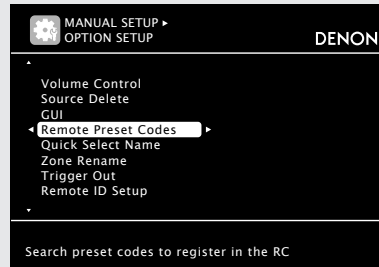 MANUAL SETUP ▸
OPTION SETUP
DENON
Volume Control
Source Delete
GUI
Remote Preset Codes
Quick Select Name
Zone Rename
Trigger Out
Remote ID Setup
Search preset codes to register in the RC